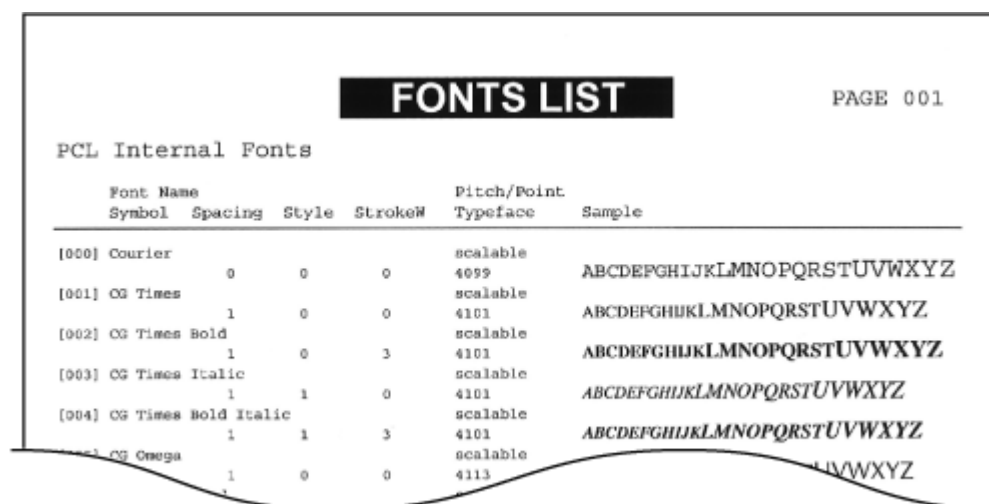 FONTS LIST PAGE 001
PCL Internal Fonts
Font Name Pitch/Point
Symbol Spacing Style StrokeW Typeface Sample
[000] Courier scalable
0 0 0 4099 ABCDEFGHIJKLMNOPQRSTUVWXYZ
[001] CG Times scalable
1 0 0 4101 ABCDEFGHIJKLMNOPQRSTUVWXYZ
[002] CG Times Bold scalable
1 0 3 4101 ABCDEFGHIJKLMNOPQRSTUVWXYZ
[003] CG Times Italic scalable
1 1 0 4101 ABCDEFGHIJKLMNOPQRSTUVWXYZ
[004] CG Times Bold Italic scalable
1 1 3 4101 ABCDEFGHIJKLMNOPQRSTUVWXYZ
CG Omega scalable
1 0 0 4113 UVWXYZ